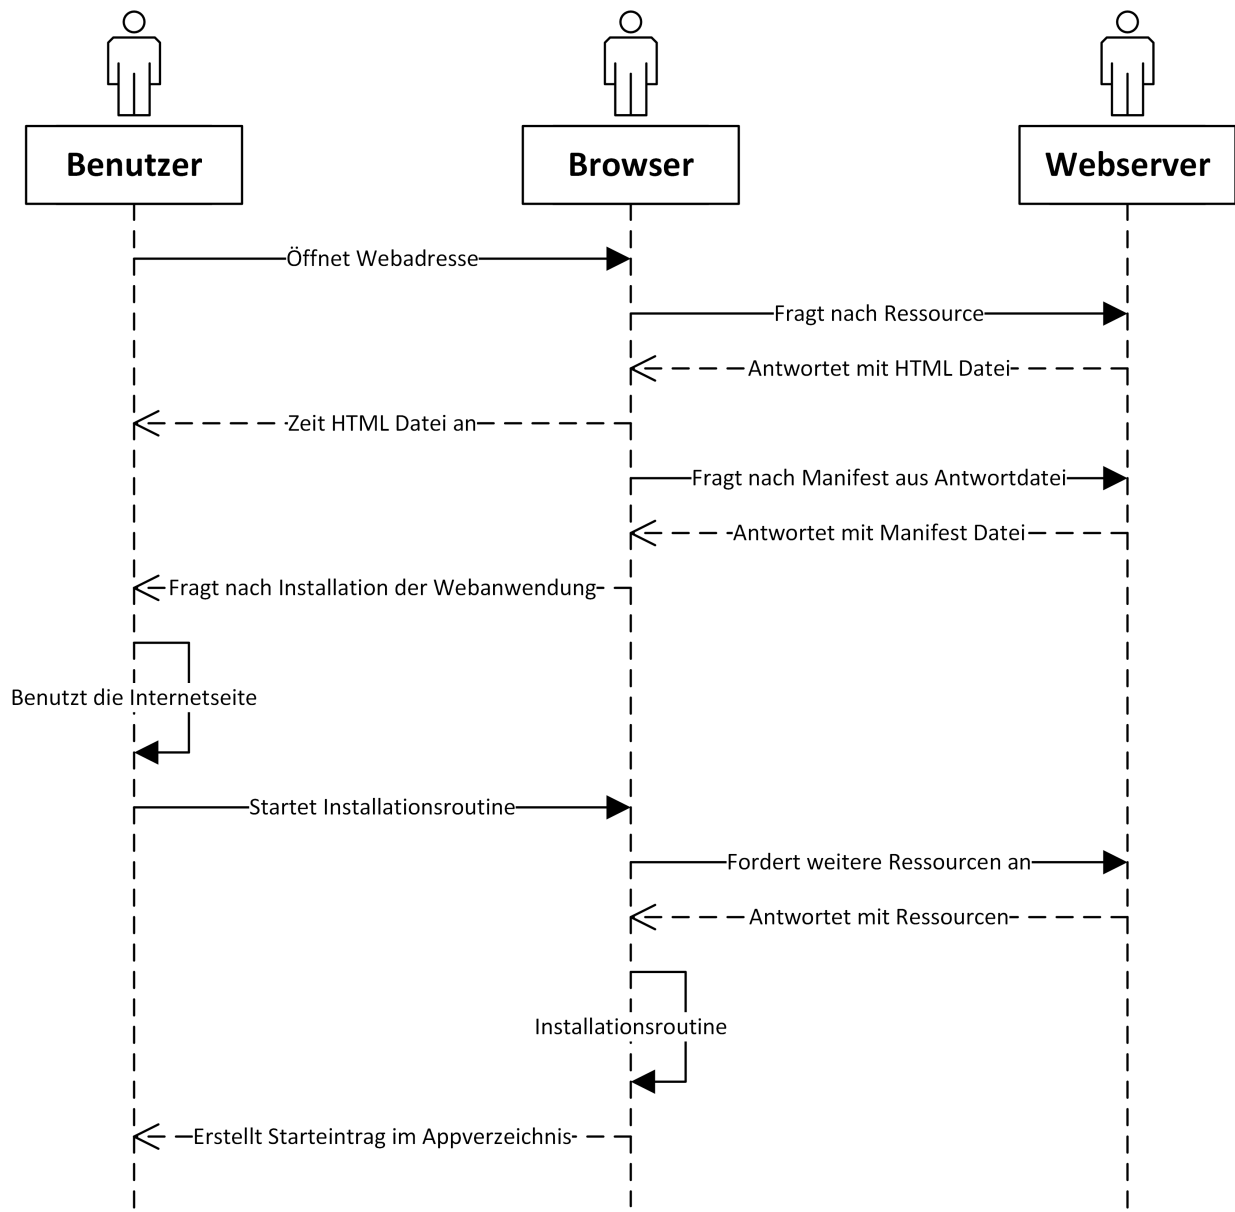 Benutzer
Browser
Webserver
Öffnet Webadresse
Fragt nach Ressource
Antwortet mit HTML Datei
Zeit HTML Datei an
Fragt nach Manifest aus Antwortdatei
Antwortet mit Manifest Datei
Fragt nach Installation der Webanwendung
Benutzt die Internetseite
Startet Installationsroutine
Fordert weitere Ressourcen an
Antwortet mit Ressourcen
Installationsroutine
Erstellt Starteintrag im Appverzeichnis